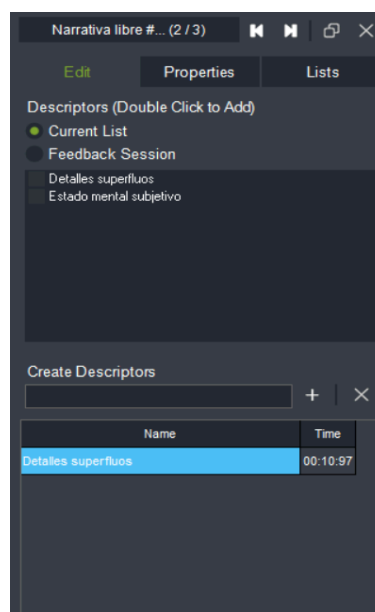 Narrativa libre #... (2 / 3)
Edit Properties Lists
Descriptors (Double Click to Add)
Current List
Feedback Session
Detalles superfluos
Estado mental subjetivo
Create Descriptors
Name Time
Detalles superfluos 00:10:97